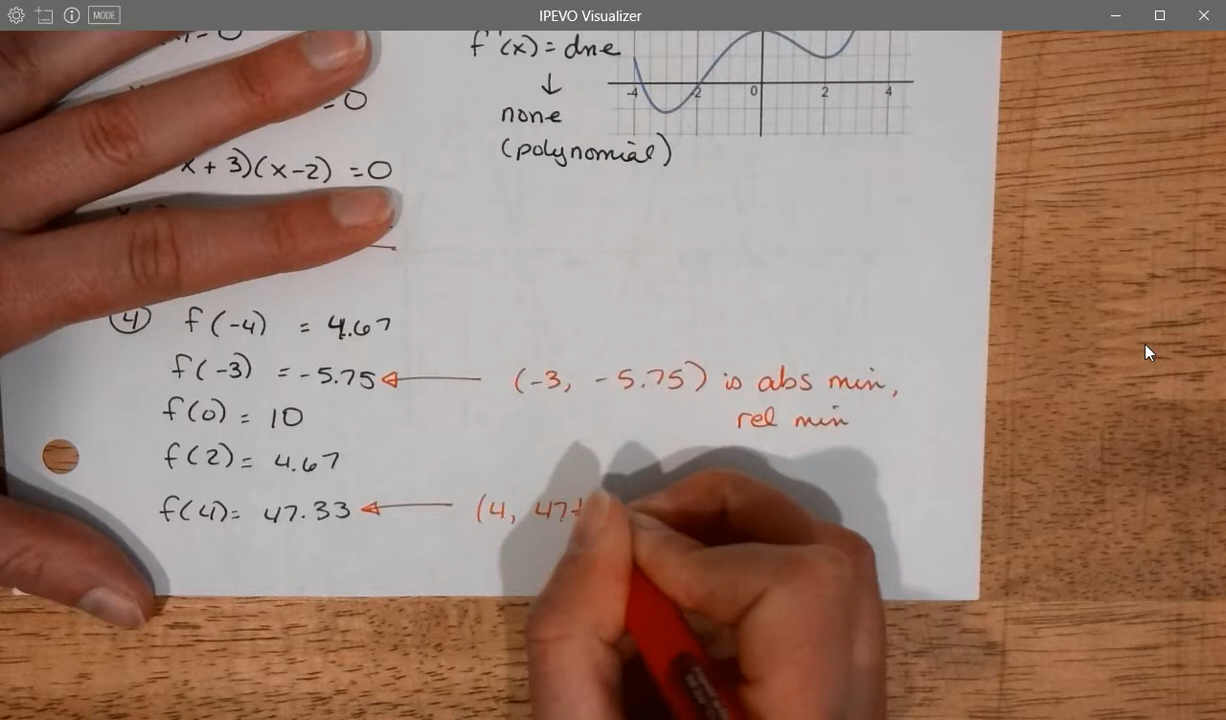 MODE
IPEVO Visualizer
= 0
f'(x) = dne
↓
none
(polynomial)
-4 -2 0 2 4
x + 3)(x-2) = 0
④ f(-4) = 4.67
f(-3) = -5.75 ← (-3, -5.75) is abs min,
rel min
f(0) = 10
f(2) = 4.67
f(4) = 47.33 ← (4, 47